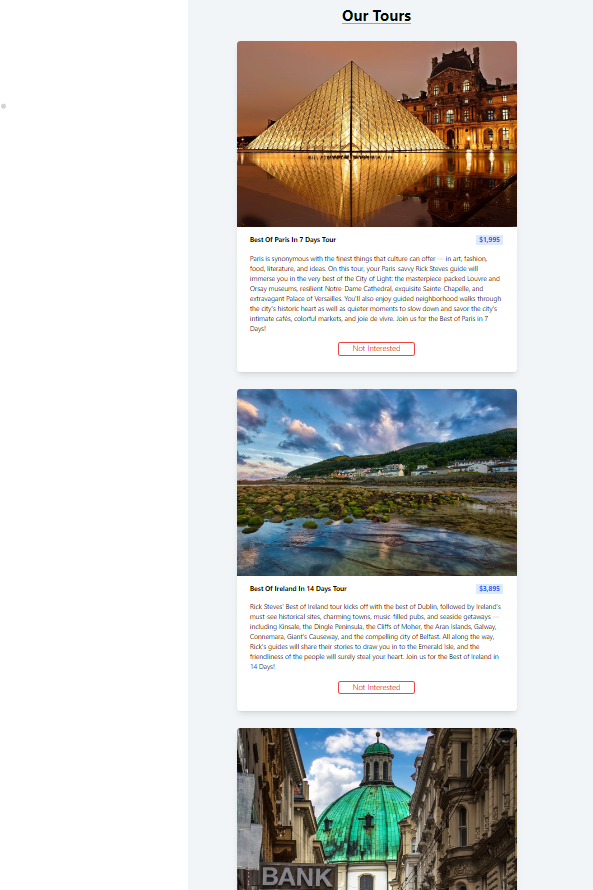 Our Tours
Best Of Paris In 7 Days Tour
$1,995
Paris is synonymous with the finest things that culture can offer — in art, fashion,
food, literature, and ideas. On this tour, your Paris-savvy Rick Steves guide will
immerse you in the very best of the City of Light: the masterpiece-packed Louvre and
Orsay museums, resilient Notre-Dame Cathedral, exquisite Sainte-Chapelle, and
extravagant Palace of Versailles. You'll also enjoy guided neighborhood walks through
the city's historic heart as well as quieter moments to slow down and savor the city's
intimate cafés, colorful markets, and joie de vivre. Join us for the Best of Paris in 7
Days!
Not Interested
Best Of Ireland In 14 Days Tour
$3,895
Rick Steves' Best of Ireland tour kicks off with the best of Dublin, followed by Ireland's
must-see historical sites, charming towns, music-filled pubs, and seaside getaways —
including Kinsale, the Dingle Peninsula, the Cliffs of Moher, the Aran Islands, Galway,
Connemara, Giant's Causeway, and the compelling city of Belfast. All along the way,
Rick's guides will share their stories to draw you in to the Emerald Isle, and the
friendliness of the people will surely steal your heart. Join us for the Best of Ireland in
14 Days!
Not Interested
BANK